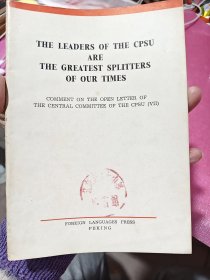 THE LEADERS OF THE CPSU
ARE
THE GREATEST SPLITTERS
OF OUR TIMES
COMMENT ON THE OPEN LETTER OF
THE CENTRAL COMMITTEE OF THE CPSU (VII)
FOREIGN LANGUAGES PRESS
PEKING